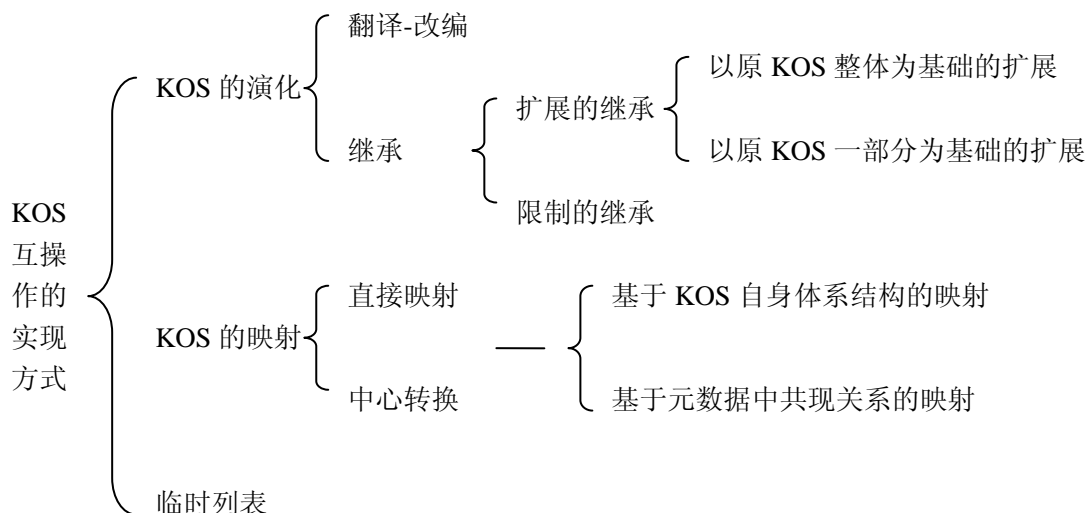 KOS
互操
作的
实现
方式
KOS 的演化
翻译-改编
继承
扩展的继承
以原 KOS 整体为基础的扩展
以原 KOS 一部分为基础的扩展
限制的继承
KOS 的映射
直接映射
中心转换
基于 KOS 自身体系结构的映射
基于元数据中共现关系的映射
临时列表